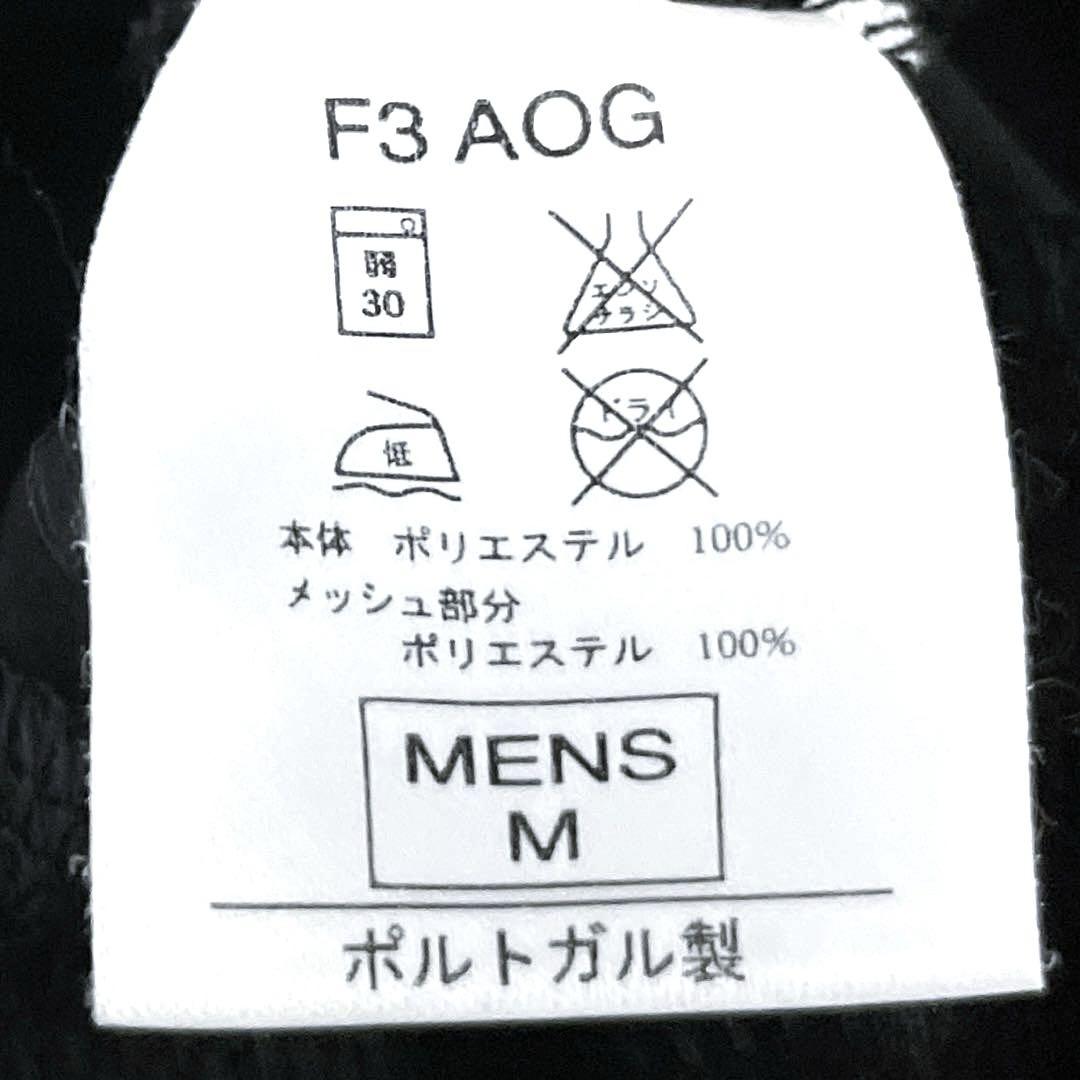 F3 AOG
弱
30
エンソ
サラシ
低
ドライ
本体 ポリエステル 100%
メッシュ部分
ポリエステル 100%
MENS
M
ポルトガル製